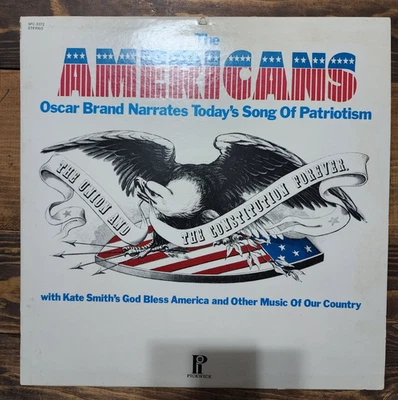 STEREO
The
AMERICANS
Oscar Brand Narrates Today's Song Of Patriotism
THE UNION AND
THE CONSTITUTION FOREVER.
with Kate Smith's God Bless America and Other Music Of Our Country
PICKWICK